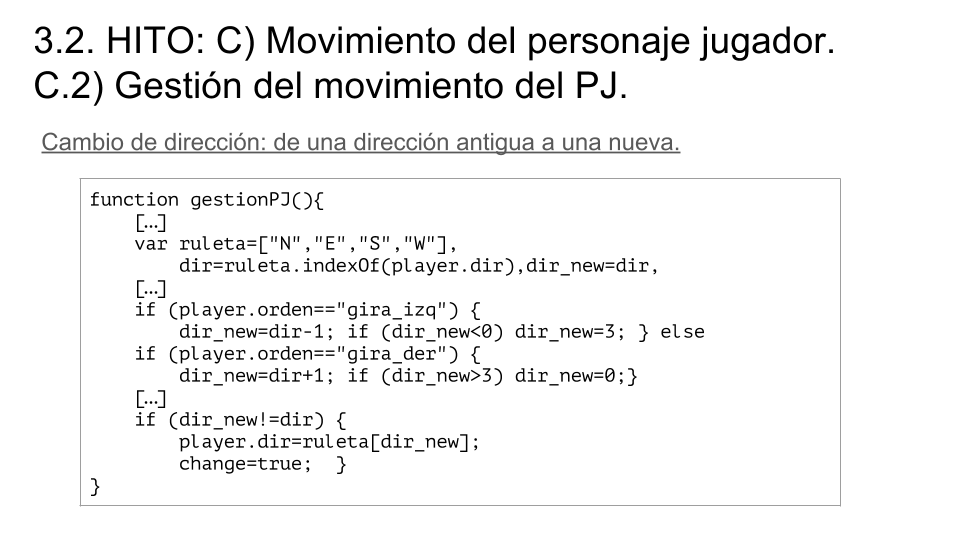 3.2. HITO: C) Movimiento del personaje jugador.
C.2) Gestión del movimiento del PJ.
Cambio de dirección: de una dirección antigua a una nueva.
function gestionPJ(){
    […]
    var ruleta=["N","E","S","W"],
        dir=ruleta.indexOf(player.dir),dir_new=dir,
    […]
    if (player.orden=="gira_izq") {
        dir_new=dir-1; if (dir_new<0) dir_new=3; } else
    if (player.orden=="gira_der") {
        dir_new=dir+1; if (dir_new>3) dir_new=0;}
    […]
    if (dir_new!=dir) {
        player.dir=ruleta[dir_new];
        change=true;  }
}